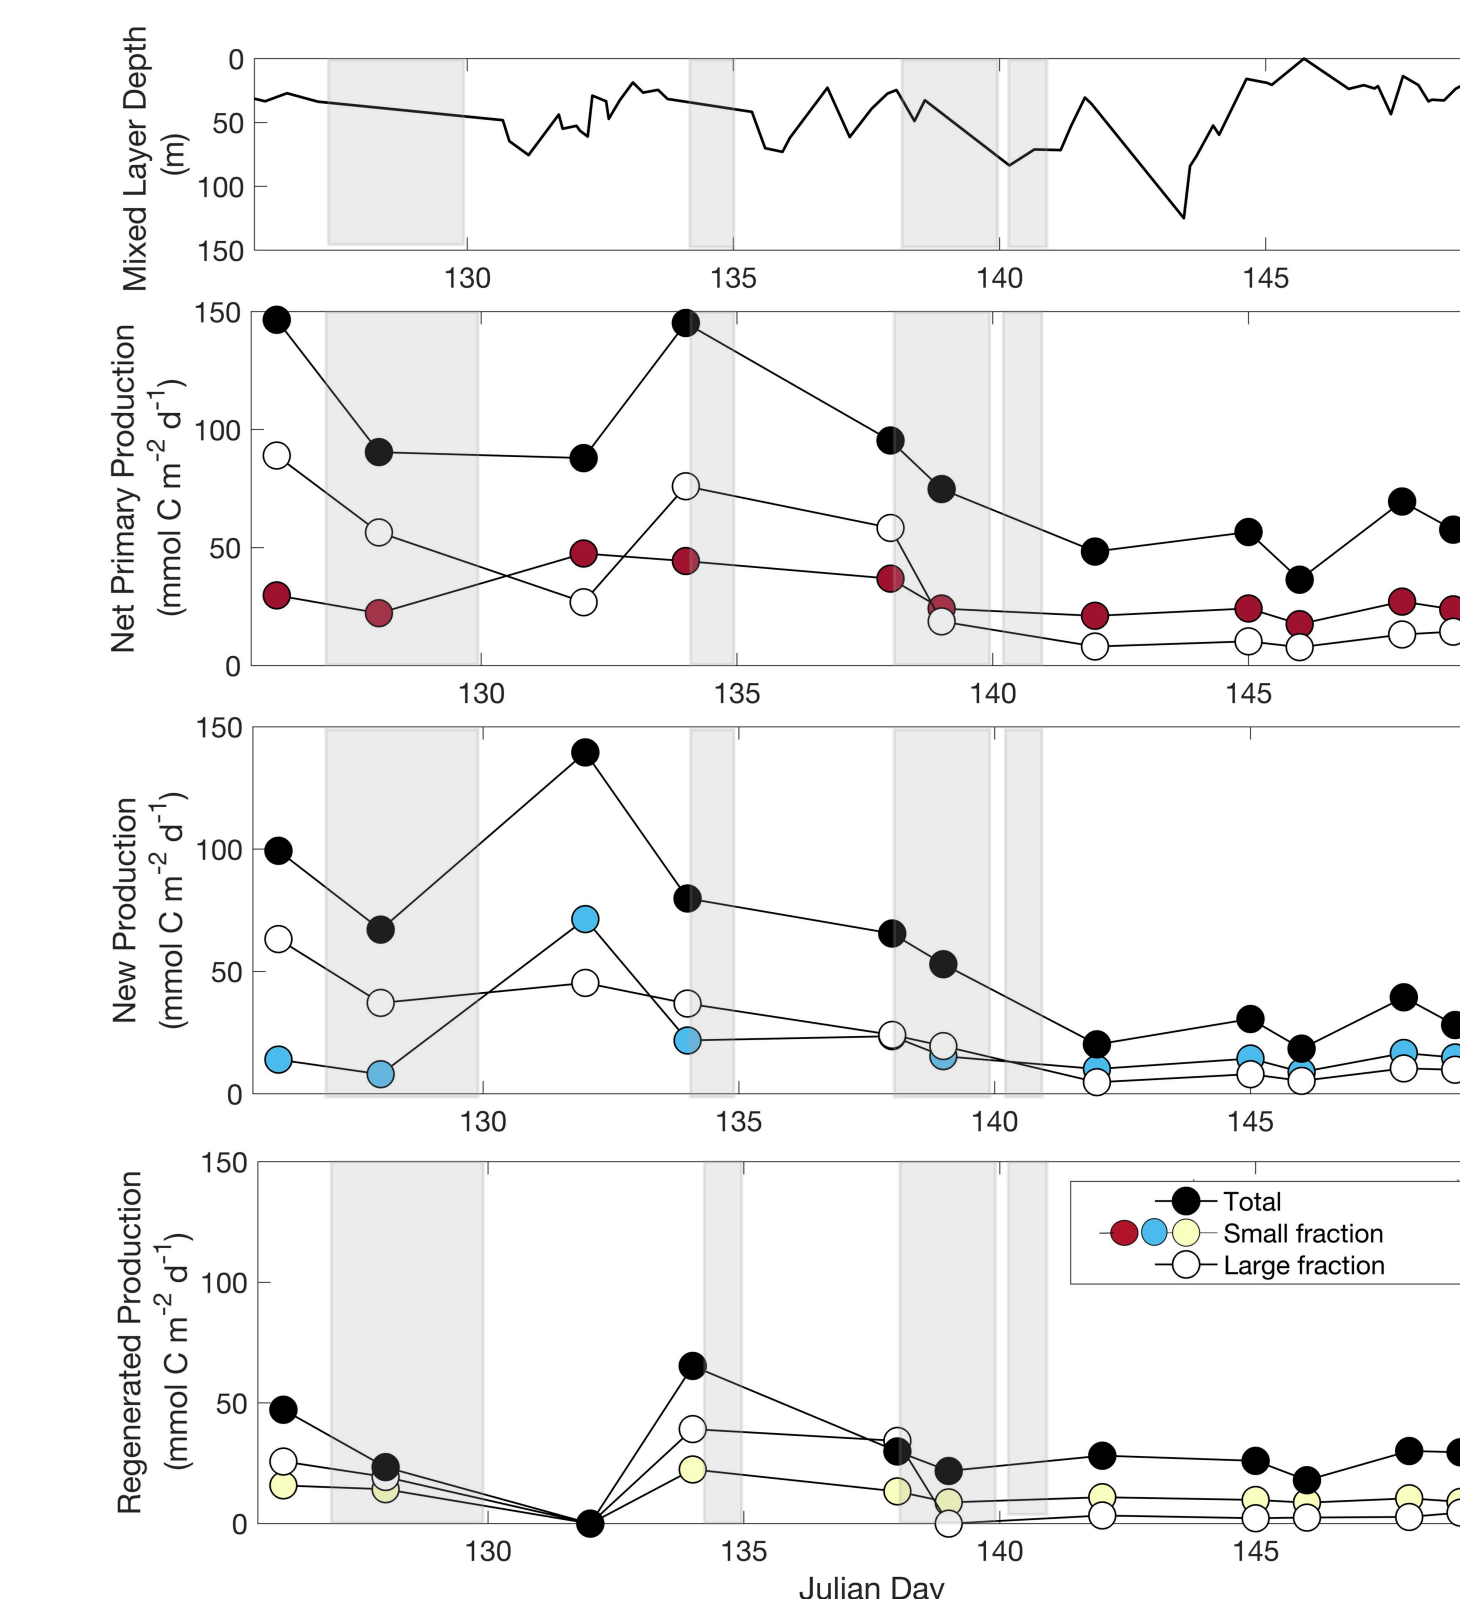 Mixed Layer Depth
(m)
0
50
100
150
130
135
140
145
Net Primary Production
(mmol C m-2 d-1)
150
100
50
0
130
135
140
145
New Production
(mmol C m-2 d-1)
150
100
50
0
130
135
140
145
Regenerated Production
(mmol C m-2 d-1)
150
100
50
0
Total
Small fraction
Large fraction
130
135
140
145
Julian Day